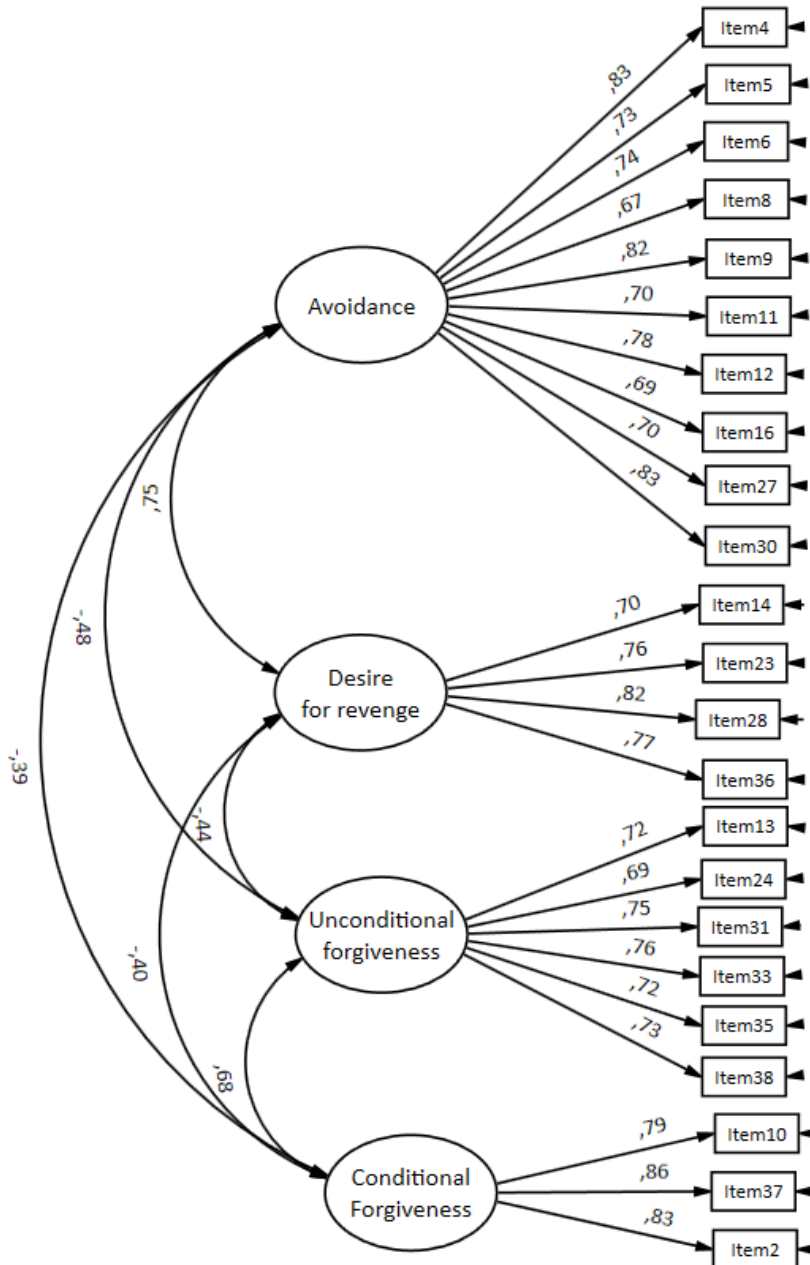 Item4
,83
Item5
,73
Item6
,74
Item8
,67
Item9
,82
Avoidance
Item11
,70
Item12
,78
Item16
,69
Item27
,70
Item30
,83
,75
-,48
-,39
Item14
,70
Item23
,76
Desire
for revenge
Item28
,82
Item36
,77
-,44
-,40
Item13
,72
Item24
,69
Unconditional
forgiveness
Item31
,75
Item33
,76
Item35
,72
Item38
,73
,68
Item10
,79
Conditional
Forgiveness
Item37
,86
Item2
,83